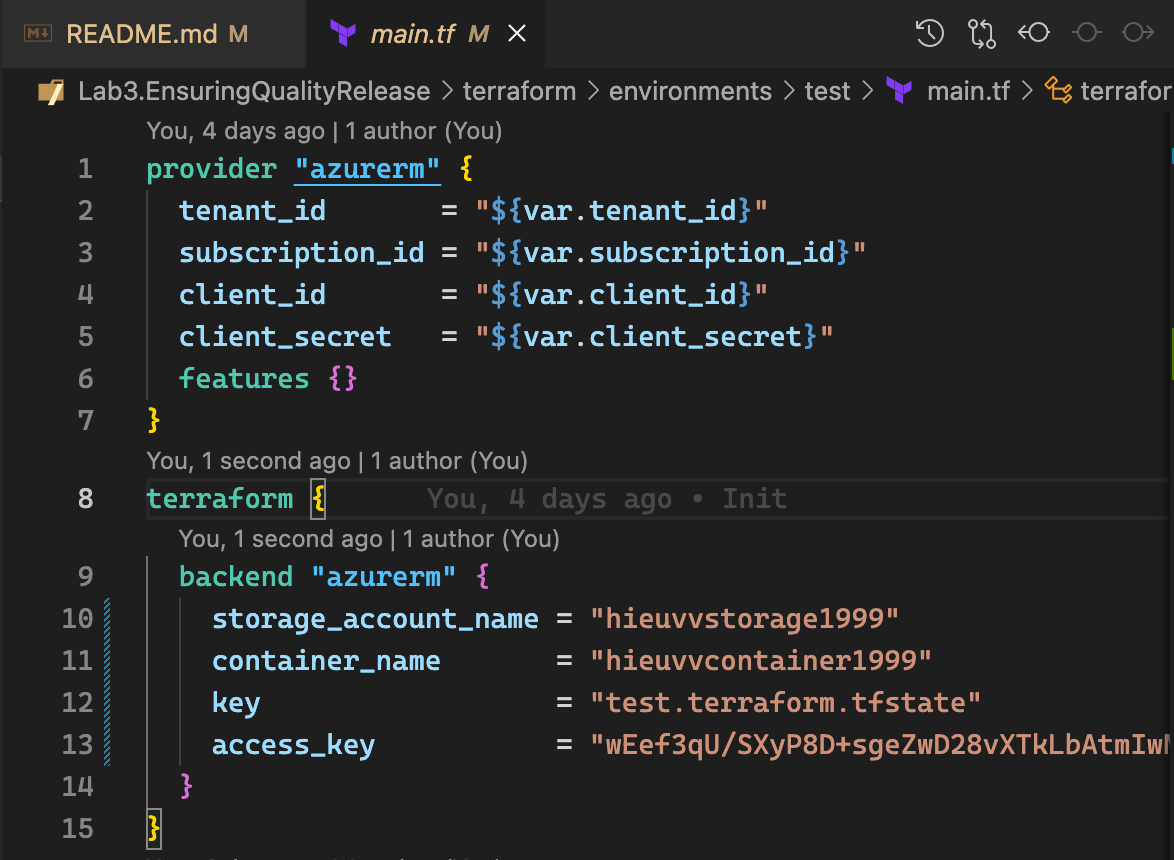 README.md M
main.tf M
Lab3.EnsuringQualityRelease > terraform > environments > test > main.tf > terrafor
You, 4 days ago | 1 author (You)
1 provider "azurerm" {
2 tenant_id = "${var.tenant_id}"
3 subscription_id = "${var.subscription_id}"
4 client_id = "${var.client_id}"
5 client_secret = "${var.client_secret}"
6 features {}
7 }
You, 1 second ago | 1 author (You)
8 terraform { You, 4 days ago • Init
You, 1 second ago | 1 author (You)
9 backend "azurerm" {
10 storage_account_name = "hieuvvstorage1999"
11 container_name = "hieuvvcontainer1999"
12 key = "test.terraform.tfstate"
13 access_key = "wEef3qU/SXyP8D+sgeZwD28vXTkLbAtmIw
14 }
15 }